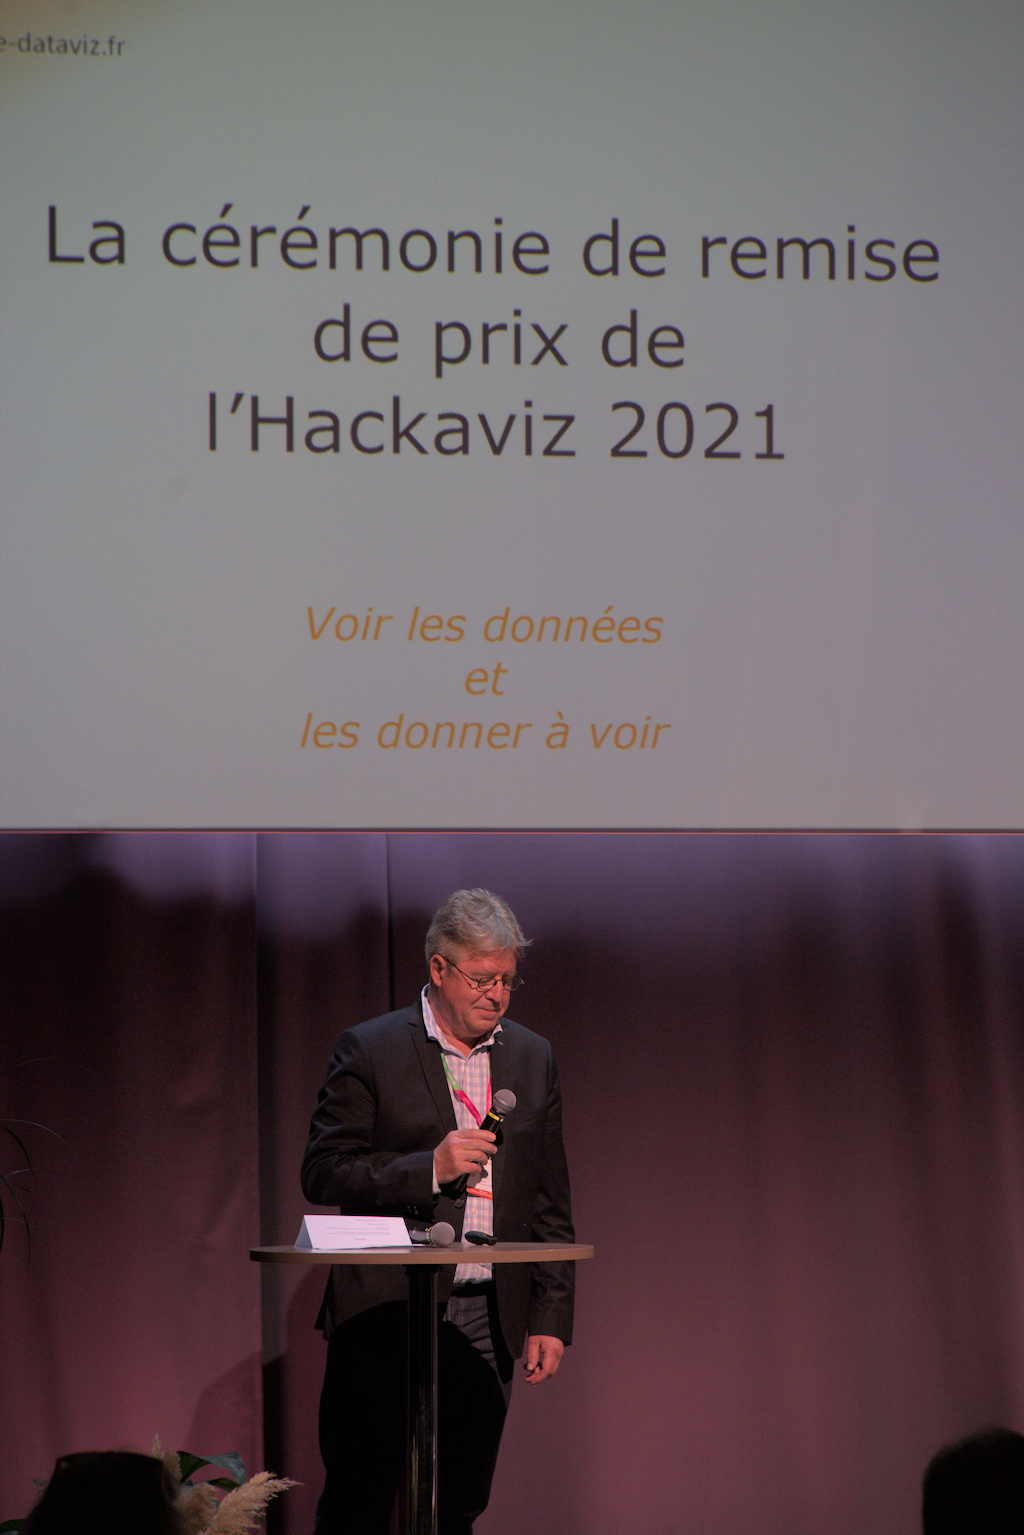 e-dataviz.fr
La cérémonie de remise
de prix de
l’Hackaviz 2021
Voir les données
et
les donner à voir